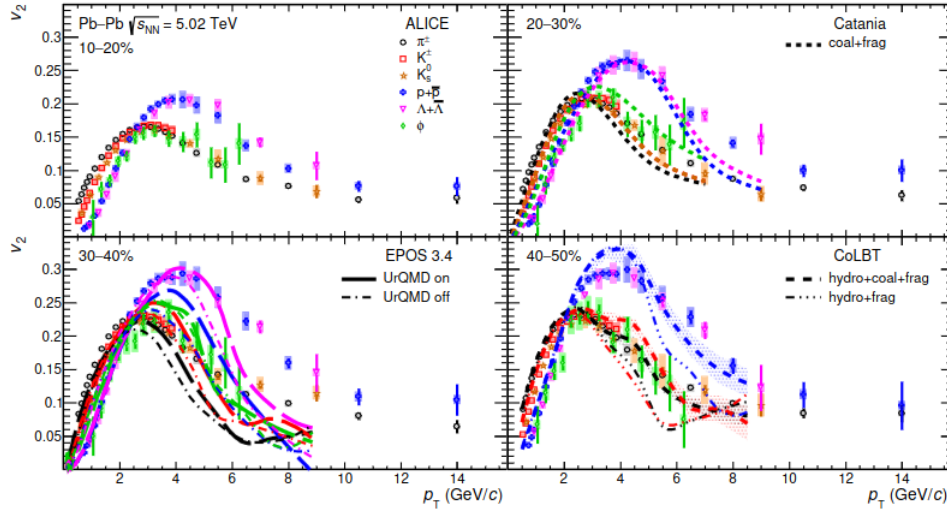 v₂
Pb–Pb √s_NN = 5.02 TeV
10–20%
ALICE
π±
K±
K⁰ₛ
p+p̅
Λ+Λ̅
ϕ
0.3
0.25
0.2
0.15
0.1
0.05
20–30%
Catania
coal+frag
v₂
30–40%
EPOS 3.4
UrQMD on
UrQMD off
0.3
0.25
0.2
0.15
0.1
0.05
40–50%
CoLBT
hydro+coal+frag
hydro+frag
2 4 6 8 10 12 14
p_T (GeV/c)
2 4 6 8 10 12 14
p_T (GeV/c)